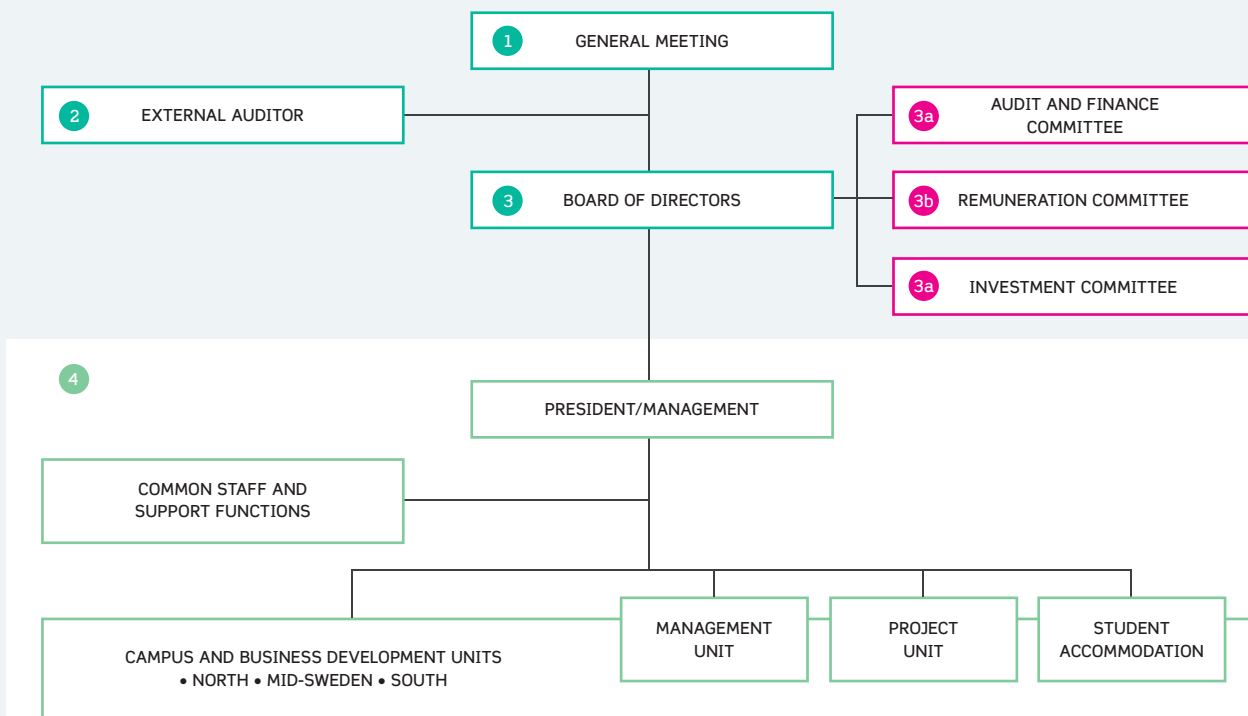 1 GENERAL MEETING
2 EXTERNAL AUDITOR
3a AUDIT AND FINANCE
COMMITTEE
3 BOARD OF DIRECTORS
3b REMUNERATION COMMITTEE
3a INVESTMENT COMMITTEE
4
PRESIDENT/MANAGEMENT
COMMON STAFF AND
SUPPORT FUNCTIONS
CAMPUS AND BUSINESS DEVELOPMENT UNITS
• NORTH • MID-SWEDEN • SOUTH
MANAGEMENT
UNIT
PROJECT
UNIT
STUDENT
ACCOMMODATION